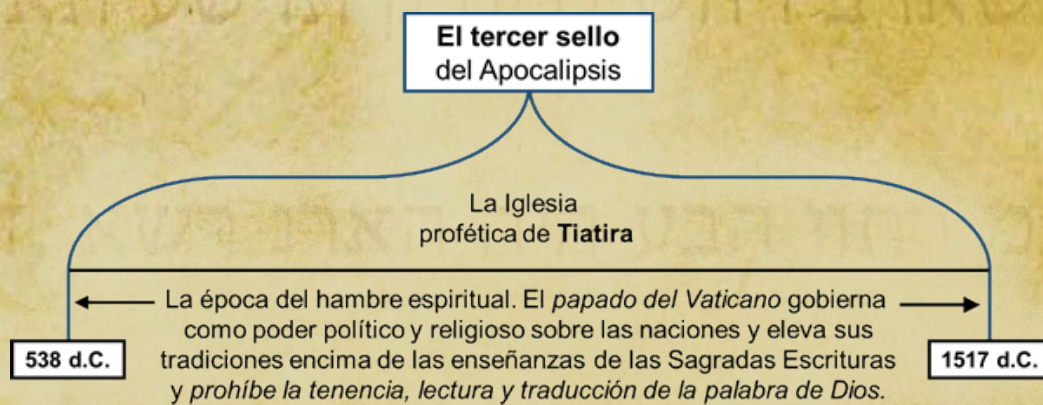 El tercer sello
del Apocalipsis
La Iglesia
profética de Tiatira
La época del hambre espiritual. El papado del Vaticano gobierna
como poder político y religioso sobre las naciones y eleva sus
tradiciones encima de las enseñanzas de las Sagradas Escrituras
y prohíbe la tenencia, lectura y traducción de la palabra de Dios.
538 d.C.
1517 d.C.